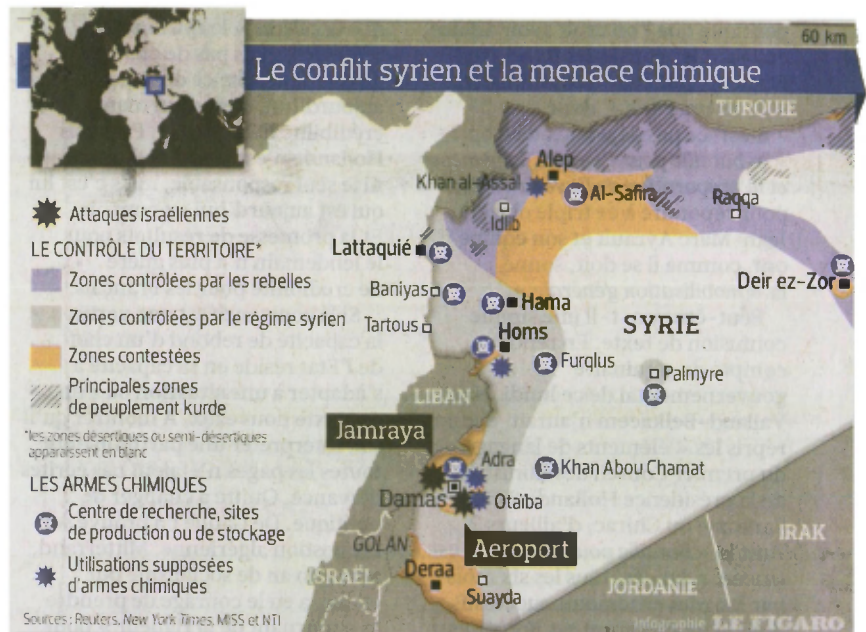 60 km
Le conflit syrien et la menace chimique
TURQUIE
Alep
Khan al-Assal
Al-Safira
Raqqa
Idlib
Attaques israéliennes
LE CONTRÔLE DU TERRITOIRE*
Zones contrôlées par les rebelles
Zones contrôlées par le régime syrien
Zones contestées
Principales zones
de peuplement kurde
*les zones désertiques ou semi-désertiques
apparaissent en blanc
LES ARMES CHIMIQUES
Centre de recherche, sites
de production ou de stockage
Utilisations supposées
d'armes chimiques
Sources : Reuters, New York Times, MISS et NTI
Lattaquié
Deir ez-Zor
Baniyas
Hama
Tartous
Homs
SYRIE
Furqlus
Palmyre
LIBAN
Jamraya
Adra
Khan Abou Chamat
Damas
Otaïba
GOLAN
Aeroport
IRAK
ISRAËL
Deraa
Suayda
JORDANIE
infographie LE FIGARO